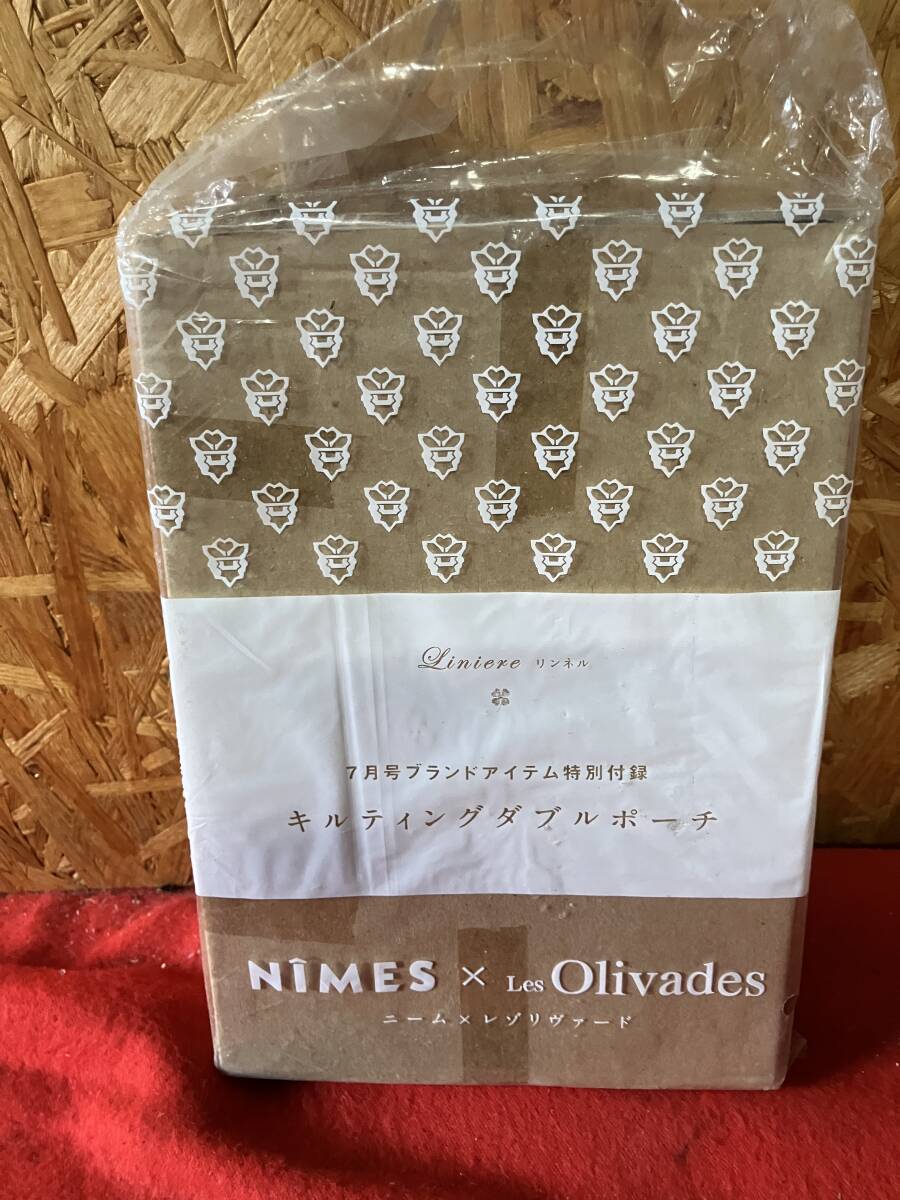 Liniere リンネル
7月号ブランドアイテム特別付録
キルティングダブルポーチ
NÎMES × Les Olivades
ニーム×レゾリヴァード